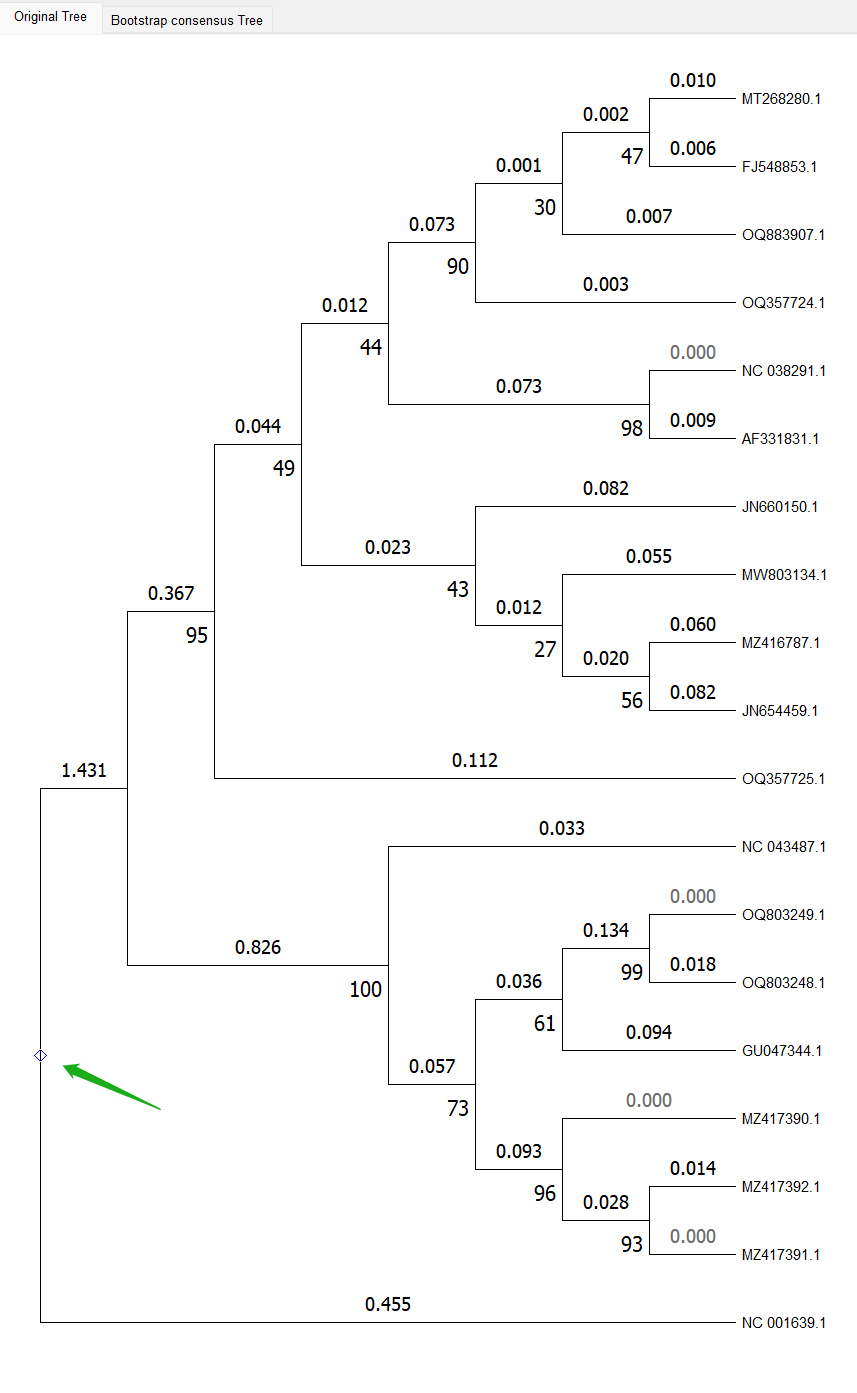 Original Tree
Bootstrap consensus Tree
0.010
MT268280.1
0.002
47
0.006
FJ548853.1
0.001
30
0.007
OQ883907.1
0.073
90
0.003
OQ357724.1
0.012
44
0.000
NC 038291.1
0.073
98
0.009
AF331831.1
0.044
49
0.082
JN660150.1
0.023
43
0.055
MW803134.1
0.012
27
0.060
MZ416787.1
0.020
56
0.082
JN654459.1
0.367
95
0.112
OQ357725.1
1.431
0.033
NC 043487.1
0.826
100
0.000
OQ803249.1
0.134
99
0.018
OQ803248.1
0.036
61
0.094
GU047344.1
0.057
73
0.000
MZ417390.1
0.093
96
0.014
MZ417392.1
0.028
93
0.000
MZ417391.1
0.455
NC 001639.1